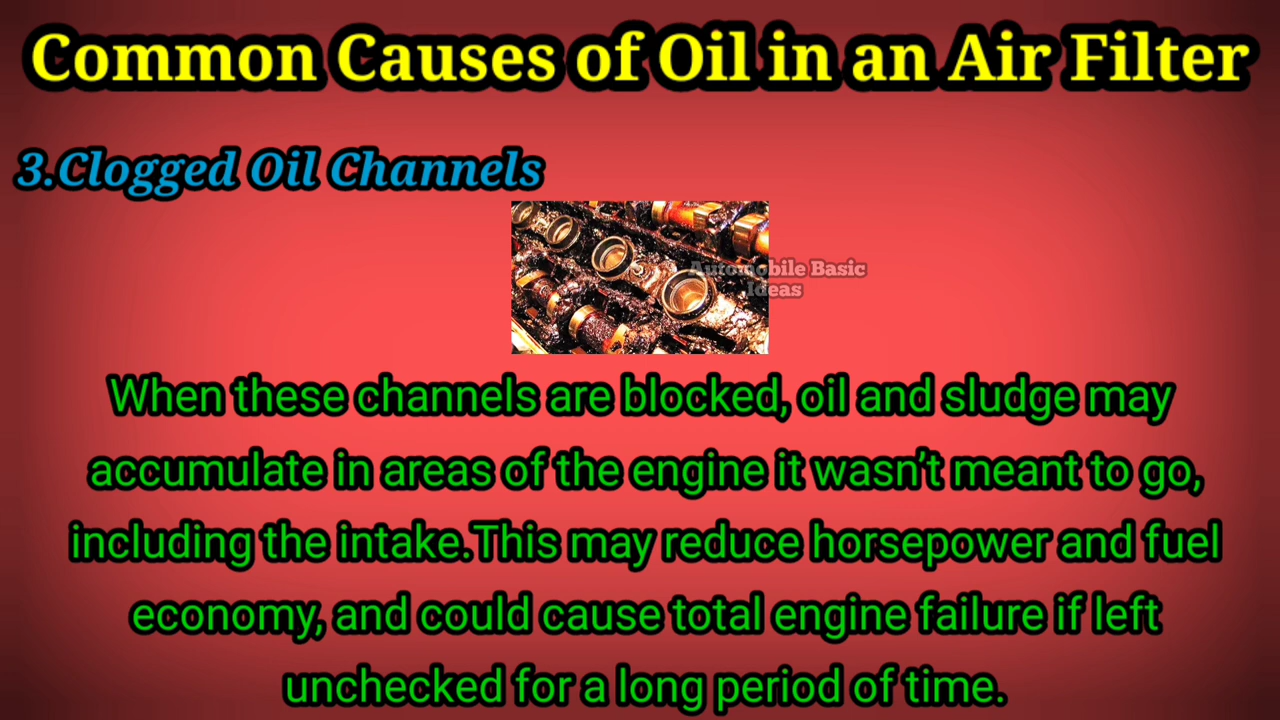 Common Causes of Oil in an Air Filter
3.Clogged Oil Channels
Automobile Basic
Ideas
When these channels are blocked, oil and sludge may
accumulate in areas of the engine it wasn't meant to go,
including the intake.This may reduce horsepower and fuel
economy, and could cause total engine failure if left
unchecked for a long period of time.